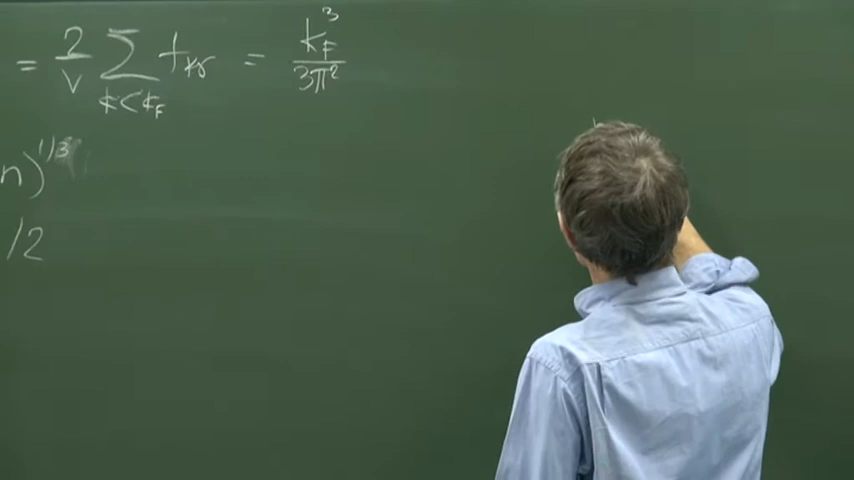 = 2/V ∑ f_{kσ} = k_F^3/3π^2
k<k_F
n)^{1/3}
/2